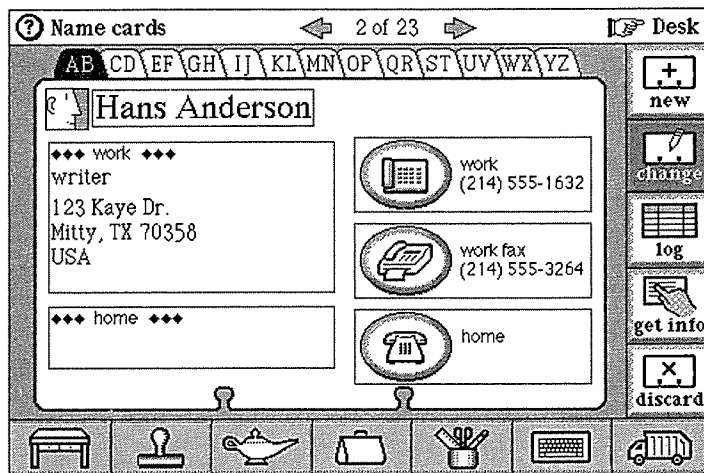 ? Name cards
2 of 23
Desk
AB CD EF GH IJ KL MN OP QR ST UV WX YZ
Hans Anderson
◆◆◆ work ◆◆◆
writer
123 Kaye Dr.
Mitty, TX 70358
USA
◆◆◆ home ◆◆◆
work
(214) 555-1632
work fax
(214) 555-3264
home
new
change
log
get info
discard